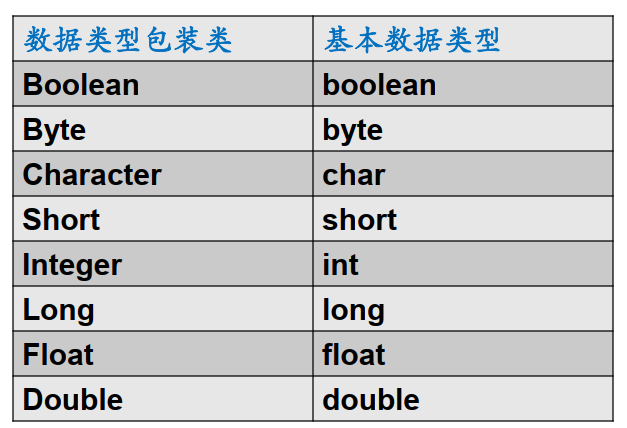 数据类型包装类 基本数据类型
Boolean boolean
Byte byte
Character char
Short short
Integer int
Long long
Float float
Double double